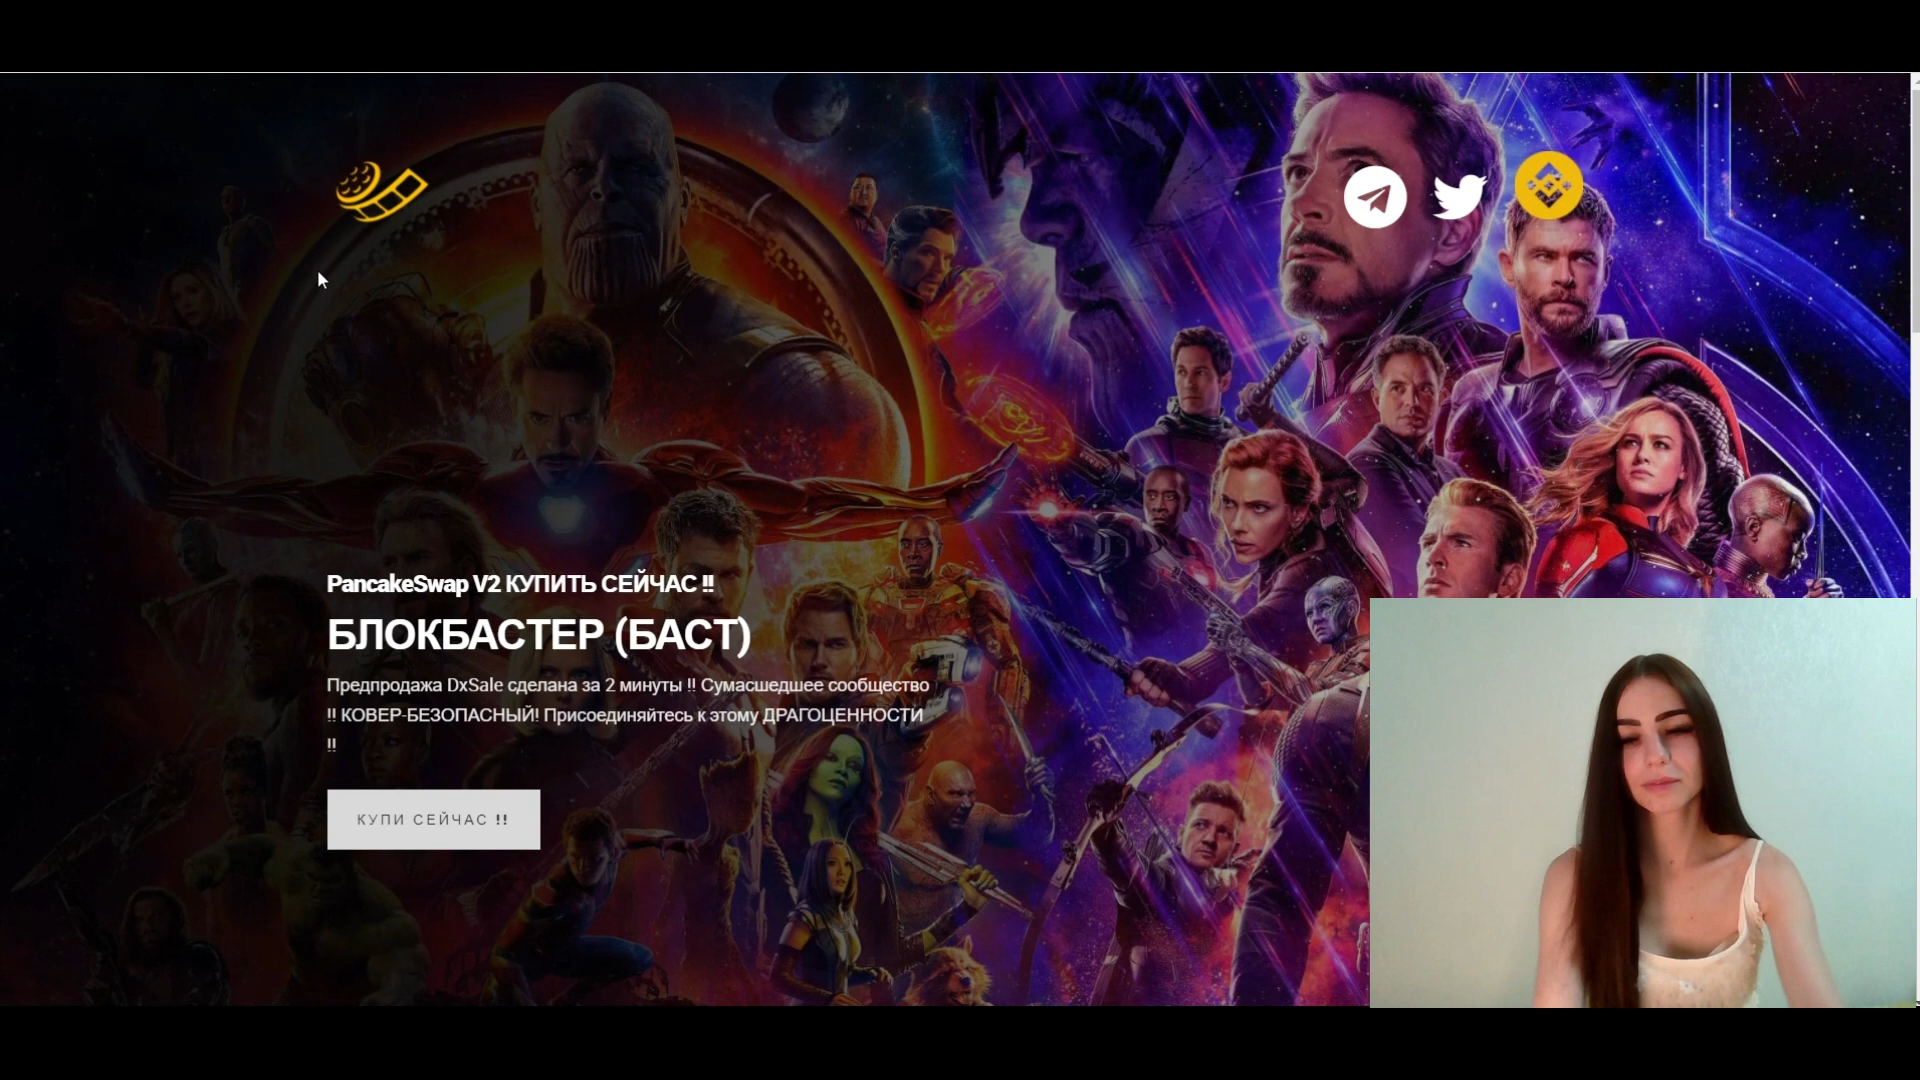 PancakeSwap V2 КУПИТЬ СЕЙЧАС !!
БЛОКБАСТЕР (БАСТ)
Предпродажа DxSale сделана за 2 минуты !! Сумасшедшее сообщество
!! КОВЕР-БЕЗОПАСНЫЙ! Присоединяйтесь к этому ДРАГОЦЕННОСТИ
!!
КУПИ СЕЙЧАС !!